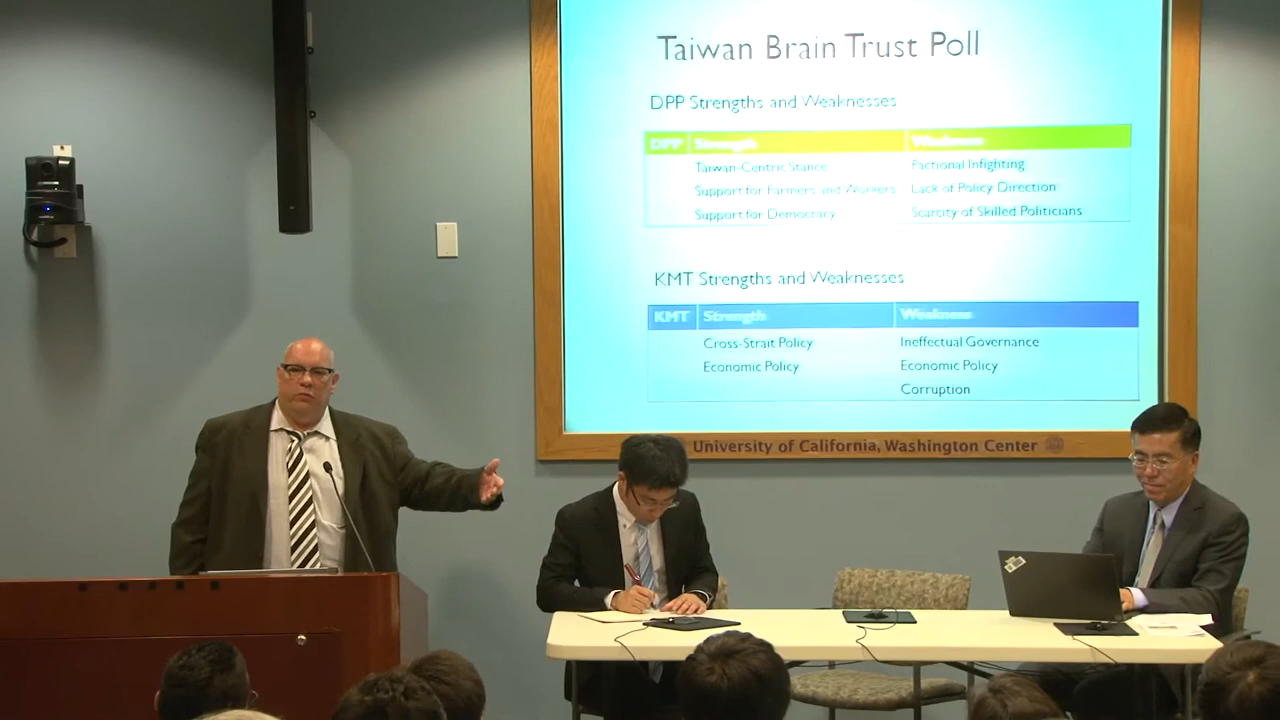 Taiwan Brain Trust Poll
DPP Strengths and Weaknesses
DPP Strength Weakness
Taiwan-Centric Stance Factional Infighting
Support for Farmers and Workers Lack of Policy Direction
Support for Democracy Scarcity of Skilled Politicians
KMT Strengths and Weaknesses
KMT Strength Weakness
Cross-Strait Policy Ineffectual Governance
Economic Policy Economic Policy
Corruption
University of California, Washington Center